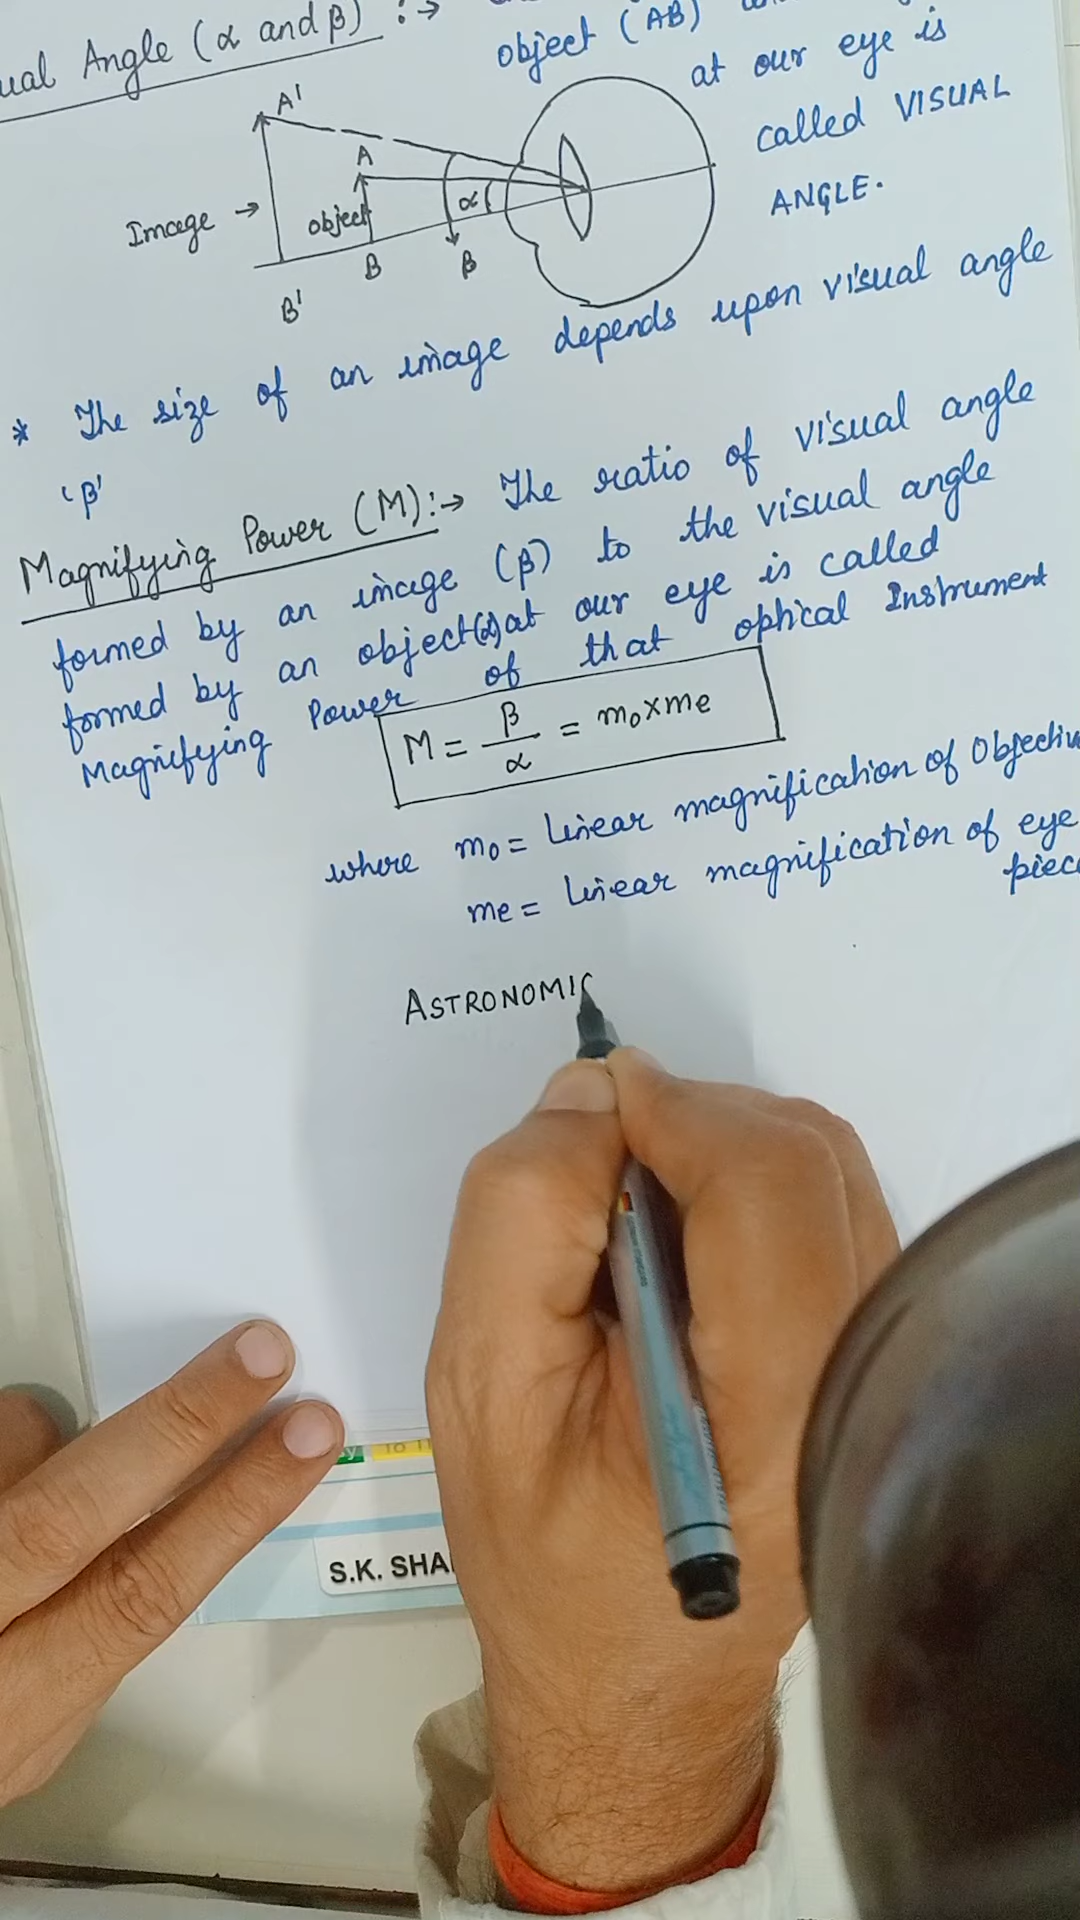 ual Angle (α and β) :→
object (AB)
at our eye is
called VISUAL
ANGLE.
A'
A
Image →
object
α
B
β
B'
* The size of an image depends upon visual angle
'β'
Magnifying Power (M):→ The ratio of visual angle
formed by an image (β) to the visual angle
formed by an object(α)at our eye is called
Magnifying Power of that optical Instrument
M = β/α = mo×me
where mo = linear magnification of Objectiv
me = linear magnification of eye
piec
ASTRONOMIC
To
S.K. SHA